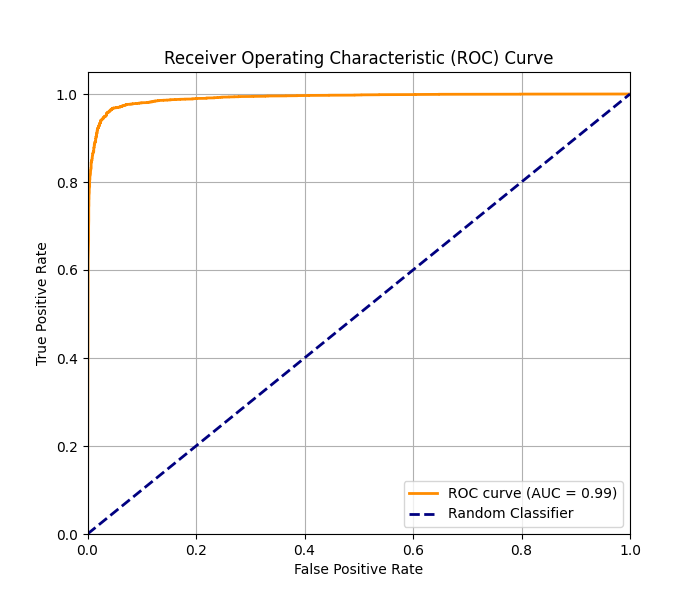 Receiver Operating Characteristic (ROC) Curve
1.0
0.8
0.6
0.4
0.2
0.0
True Positive Rate
ROC curve (AUC = 0.99)
Random Classifier
0.0 0.2 0.4 0.6 0.8 1.0
False Positive Rate